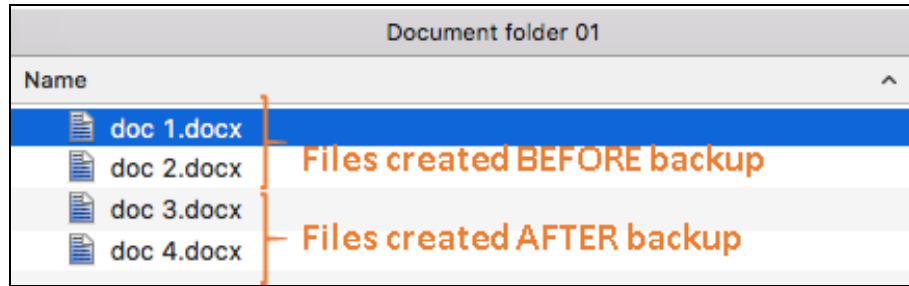 Document folder 01
Name
doc 1.docx
doc 2.docx
Files created BEFORE backup
doc 3.docx
doc 4.docx
Files created AFTER backup